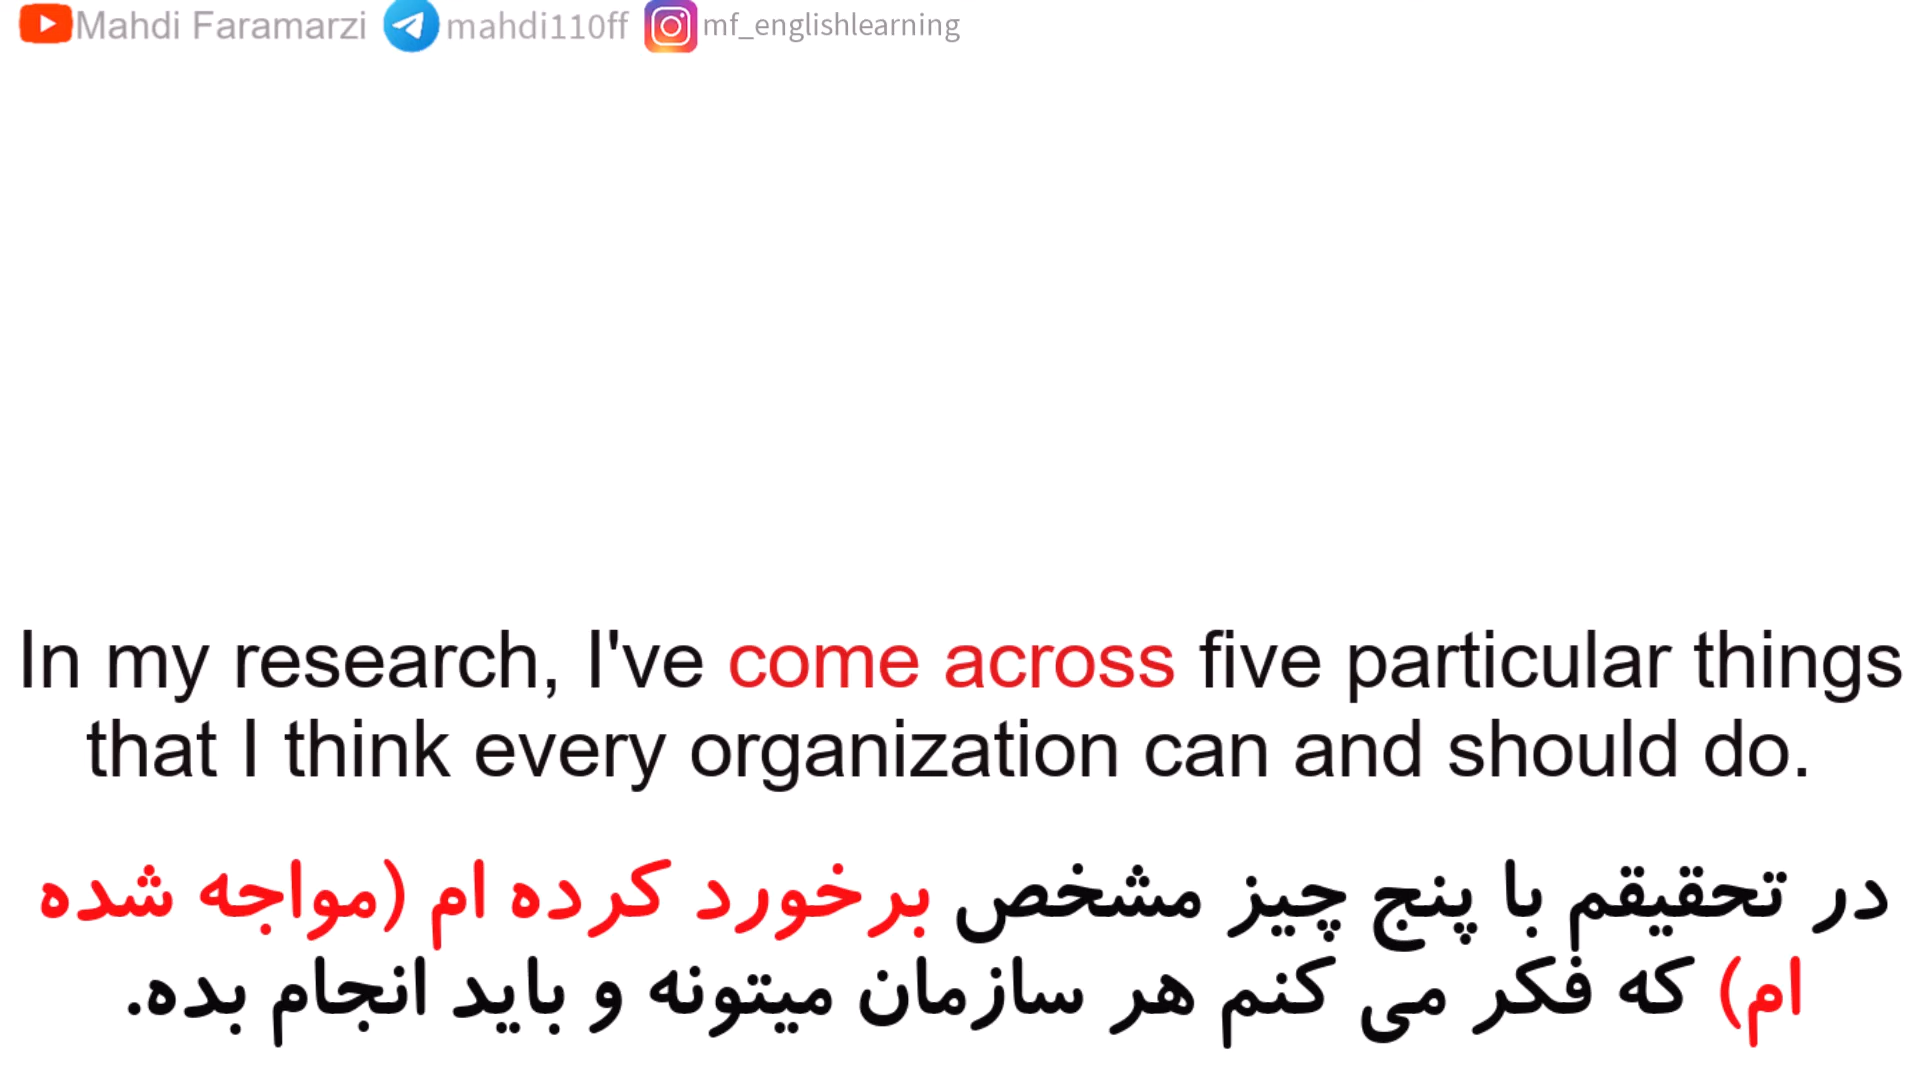 Mahdi Faramarzi mahdi110ff mf_englishlearning
In my research, I've come across five particular things
that I think every organization can and should do.
در تحقیقم با پنج چیز مشخص برخورد کرده ام (مواجه شده
ام) که فکر می کنم هر سازمان میتونه و باید انجام بده.